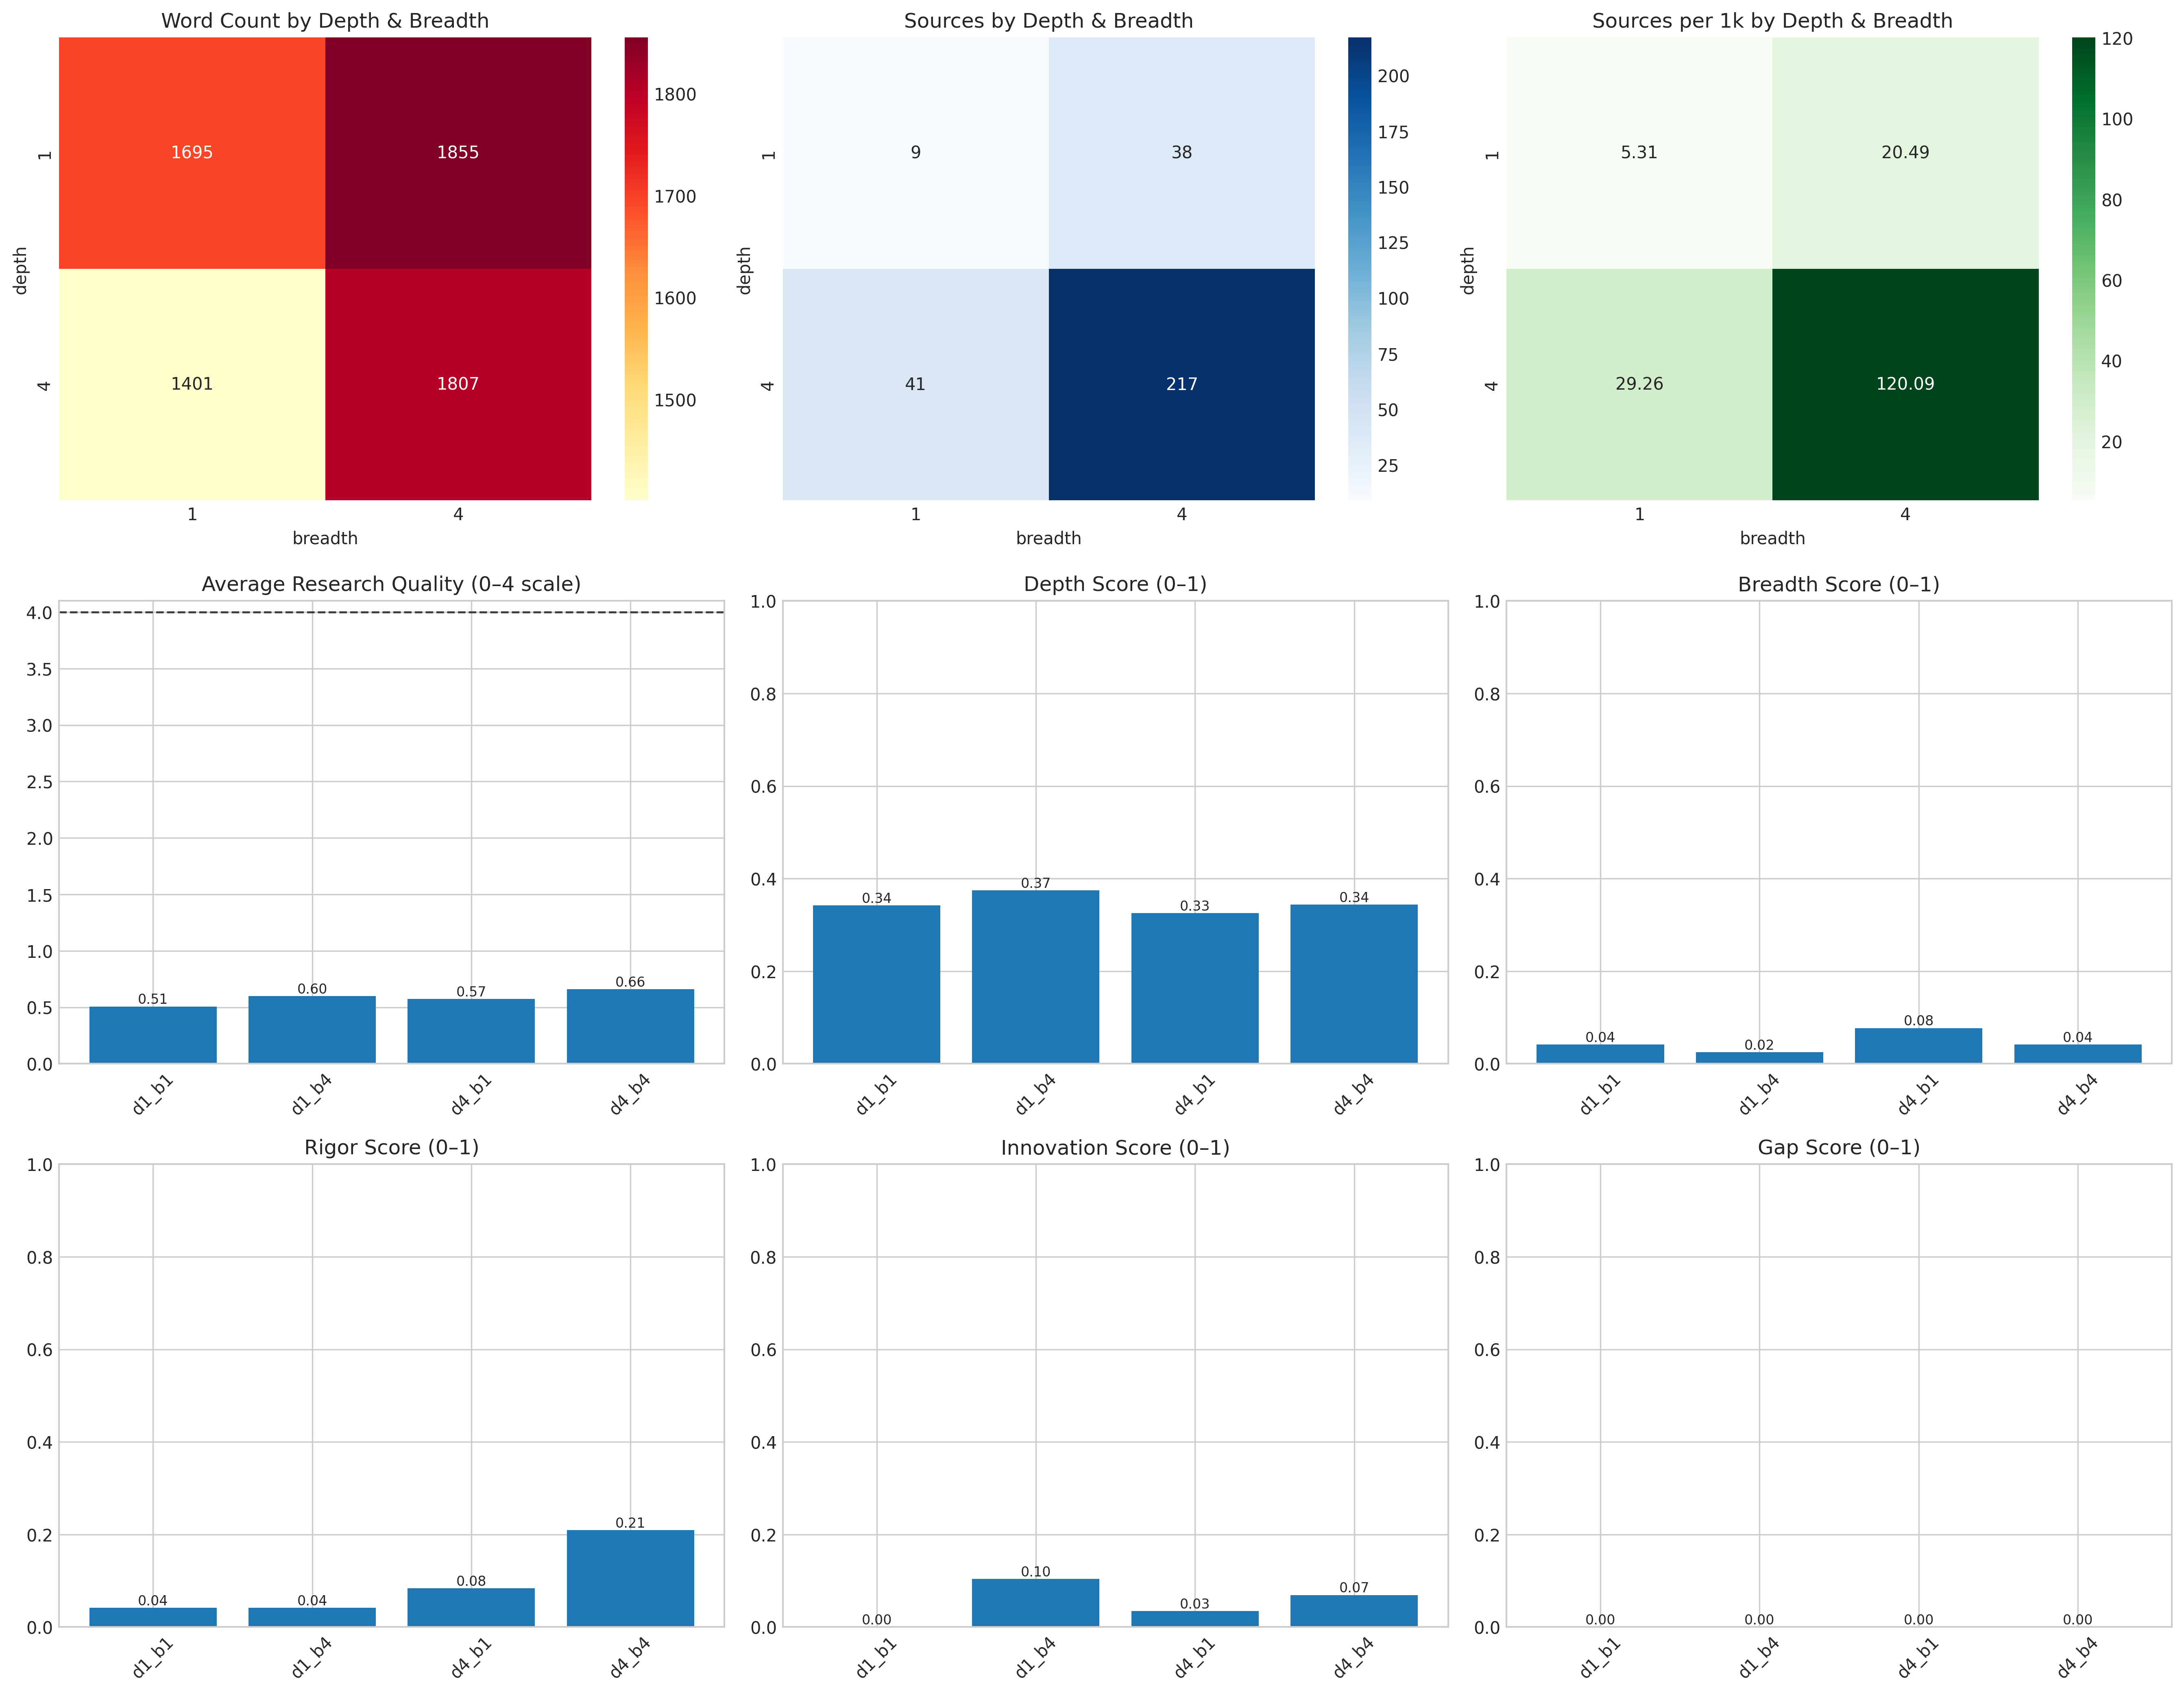 Word Count by Depth & Breadth
1695 1855
1401 1807
1
4
depth
1 4
breadth
1800
1700
1600
1500
Sources by Depth & Breadth
9 38
41 217
1
4
depth
1 4
breadth
200
175
150
125
100
75
50
25
Sources per 1k by Depth & Breadth
5.31 20.49
29.26 120.09
1
4
depth
1 4
breadth
120
100
80
60
40
20
Average Research Quality (0–4 scale)
4.0
3.5
3.0
2.5
2.0
1.5
1.0
0.5
0.0
0.51 0.60 0.57 0.66
d1_b1 d1_b4 d4_b1 d4_b4
Depth Score (0–1)
1.0
0.8
0.6
0.4
0.2
0.0
0.34 0.37 0.33 0.34
d1_b1 d1_b4 d4_b1 d4_b4
Breadth Score (0–1)
1.0
0.8
0.6
0.4
0.2
0.0
0.04 0.02 0.08 0.04
d1_b1 d1_b4 d4_b1 d4_b4
Rigor Score (0–1)
1.0
0.8
0.6
0.4
0.2
0.0
0.04 0.04 0.08 0.21
d1_b1 d1_b4 d4_b1 d4_b4
Innovation Score (0–1)
1.0
0.8
0.6
0.4
0.2
0.0
0.00 0.10 0.03 0.07
d1_b1 d1_b4 d4_b1 d4_b4
Gap Score (0–1)
1.0
0.8
0.6
0.4
0.2
0.0
0.00 0.00 0.00 0.00
d1_b1 d1_b4 d4_b1 d4_b4